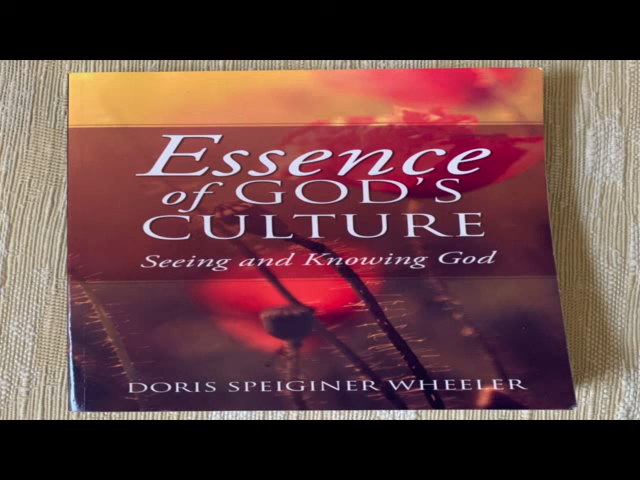 Essence
of GOD'S
CULTURE
Seeing and Knowing God
DORIS SPEIGINER WHEELER